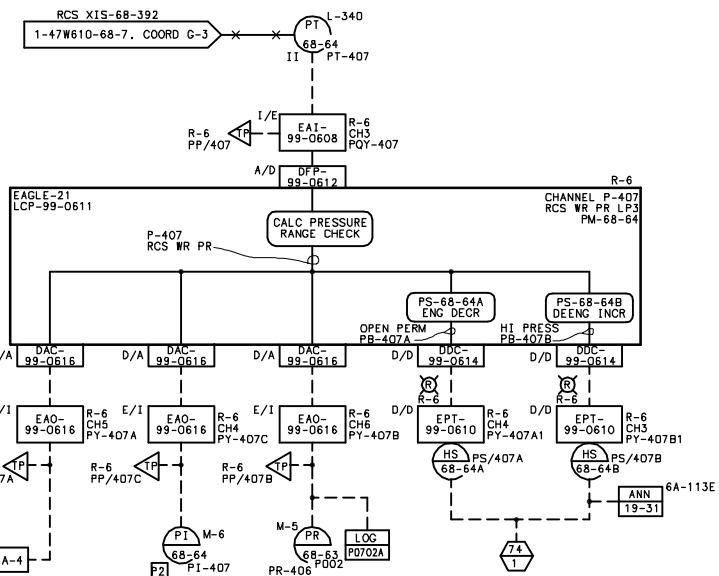 RCS XIS-68-392
1-47W610-68-7. COORD G-3
PT
68-64
L-340
II
PT-407
I/E
EAI-
99-0608
R-6
CH3
PQY-407
R-6
PP/407
TP
A/D
DFP-
99-0612
R-6
EAGLE-21
LCP-99-0611
CHANNEL P-407
RCS WR PR LP3
PM-68-64
CALC PRESSURE
RANGE CHECK
P-407
RCS WR PR
PS-68-64A
ENG DECR
PS-68-64B
DEENG INCR
OPEN PERM
PB-407A
HI PRESS
PB-407B
/A
DAC-
99-0616
D/A
DAC-
99-0616
D/A
DAC-
99-0616
D/D
DDC-
99-0614
D/D
DDC-
99-0614
R
R-6
R
R-6
/I
EAO-
99-0616
R-6
CH5
PY-407A
E/I
EAO-
99-0616
R-6
CH4
PY-407C
E/I
EAO-
99-0616
R-6
CH6
PY-407B
D/D
EPT-
99-0610
R-6
CH4
PY-407A1
D/D
EPT-
99-0610
R-6
CH3
PY-407B1
TP
7A
R-6
PP/407C
TP
R-6
PP/407B
TP
HS
68-64A
PS/407A
HS
68-64B
PS/407B
6A-113E
ANN
19-31
A-4
PI
68-64
M-6
PI-407
P2
M-5
PR
68-63
P002
PR-406
LOG
P0702A
74
1